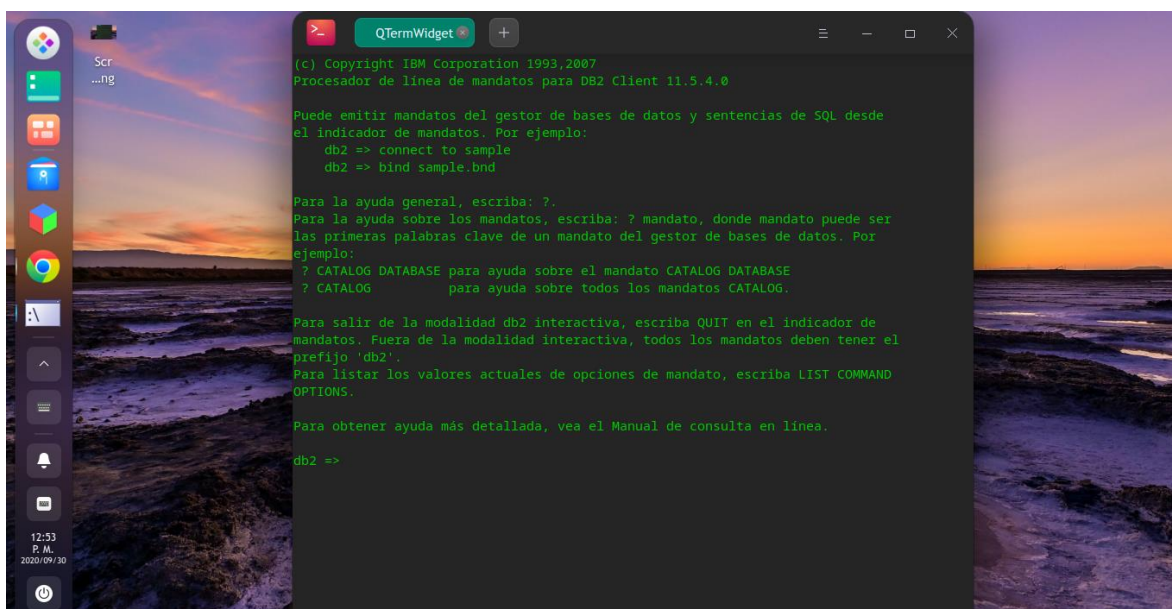 Scr
...ng
>_
QTermWidget
(c) Copyright IBM Corporation 1993,2007
Procesador de línea de mandatos para DB2 Client 11.5.4.0
Puede emitir mandatos del gestor de bases de datos y sentencias de SQL desde
el indicador de mandatos. Por ejemplo:
db2 => connect to sample
db2 => bind sample.bnd
Para la ayuda general, escriba: ?.
Para la ayuda sobre los mandatos, escriba: ? mandato, donde mandato puede ser
las primeras palabras clave de un mandato del gestor de bases de datos. Por
ejemplo:
? CATALOG DATABASE para ayuda sobre el mandato CATALOG DATABASE
? CATALOG para ayuda sobre todos los mandatos CATALOG.
Para salir de la modalidad db2 interactiva, escriba QUIT en el indicador de
mandatos. Fuera de la modalidad interactiva, todos los mandatos deben tener el
prefijo 'db2'.
Para listar los valores actuales de opciones de mandato, escriba LIST COMMAND
OPTIONS.
Para obtener ayuda más detallada, vea el Manual de consulta en línea.
db2 =>
:\
12:53
P. M.
2020/09/30